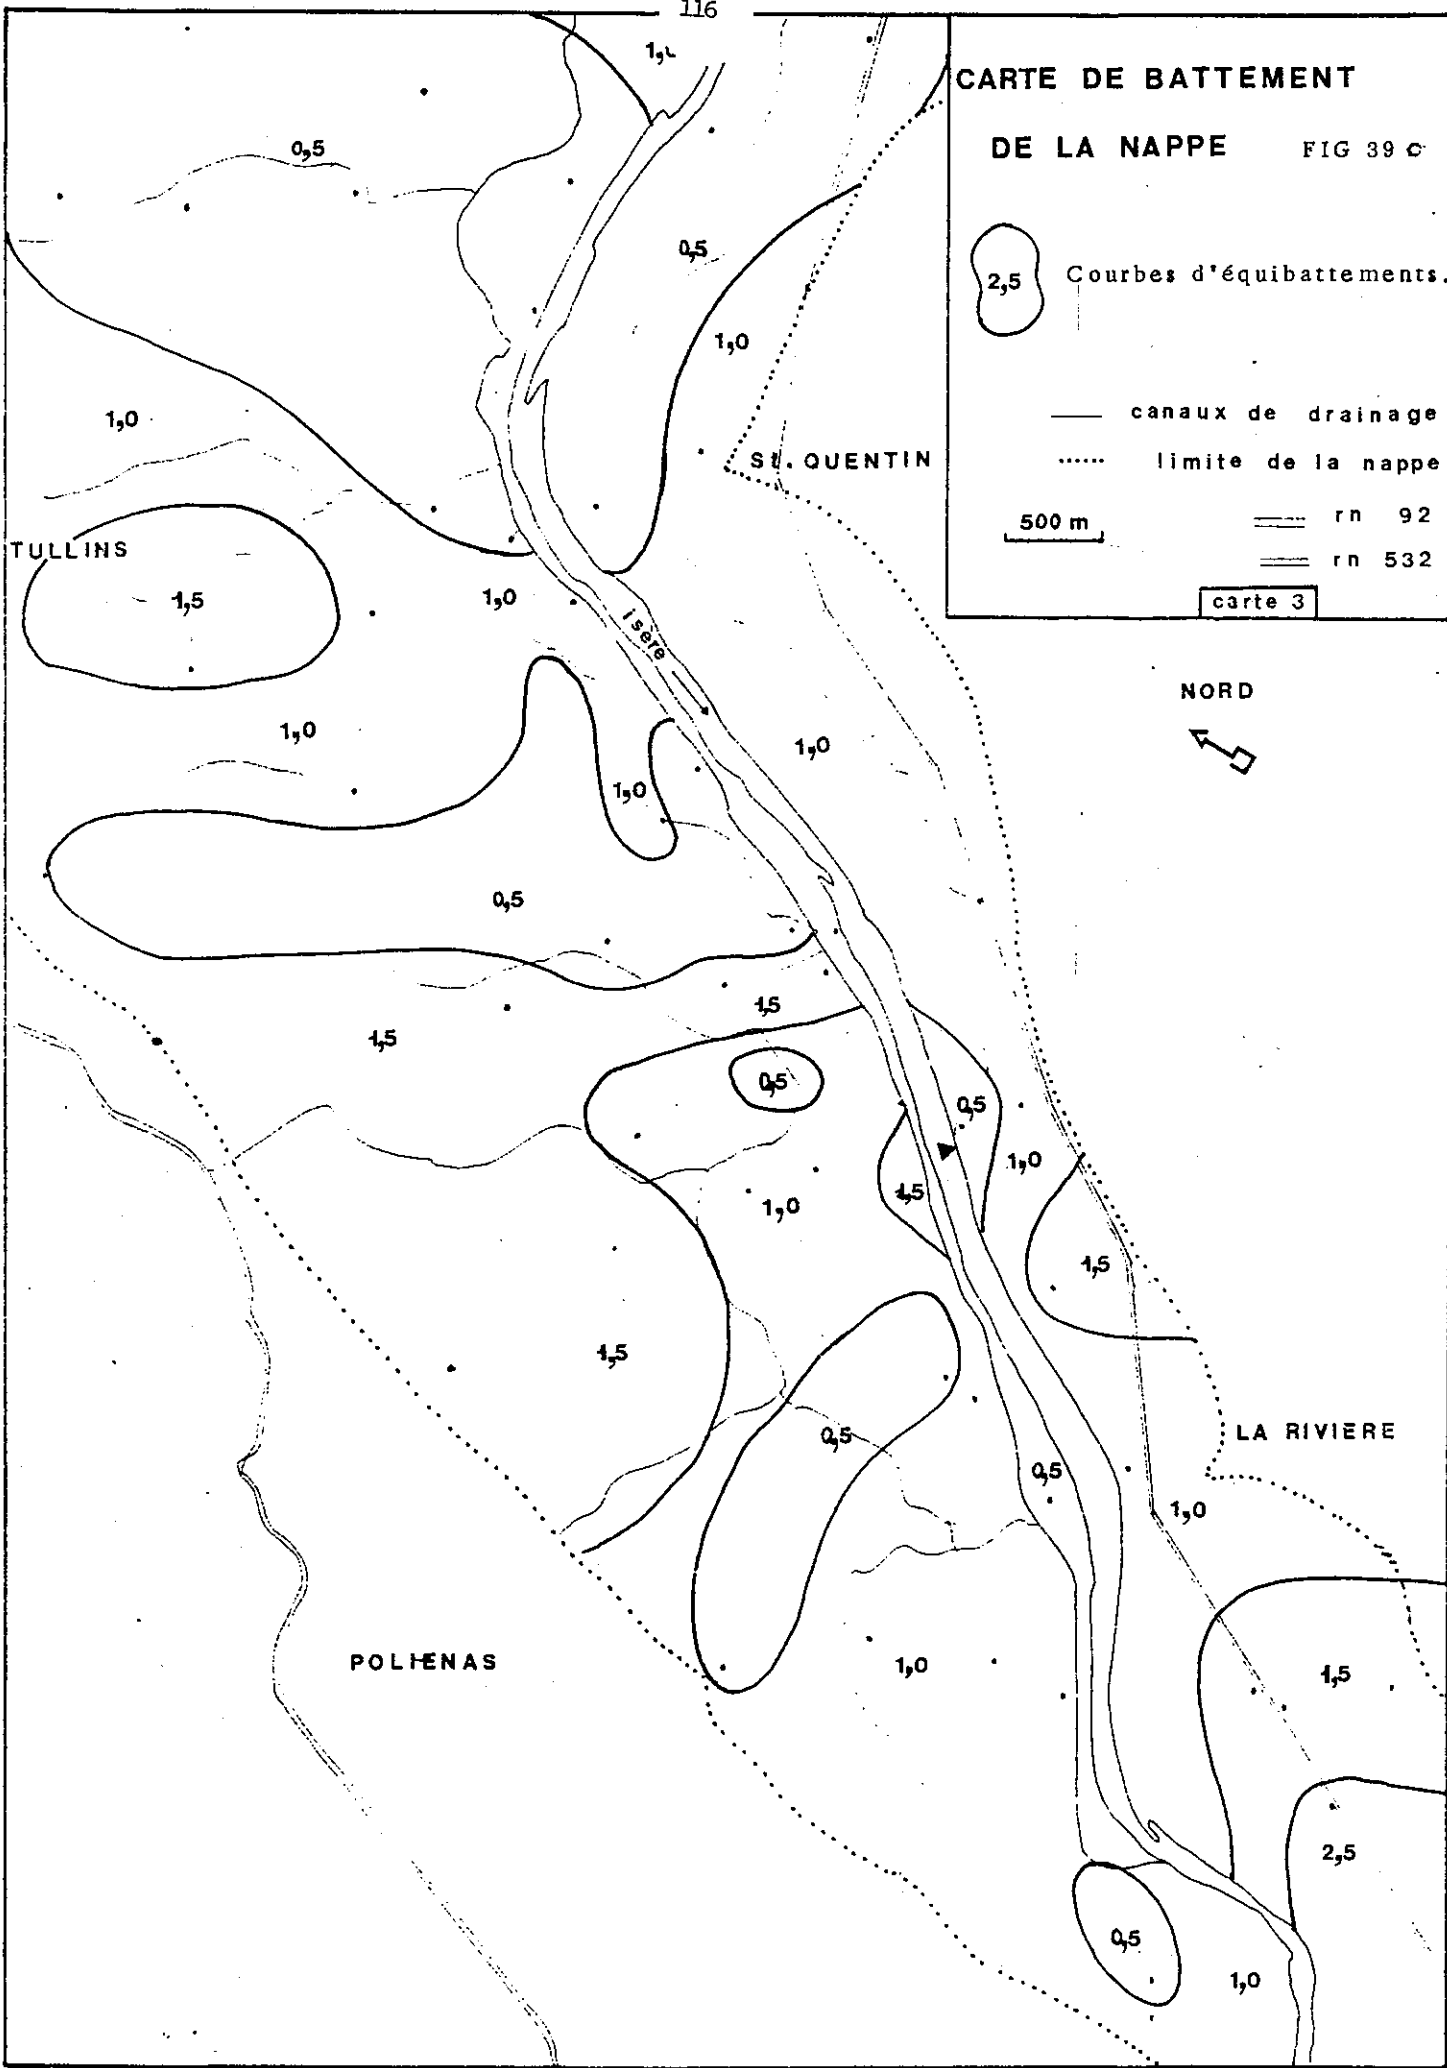 116
CARTE DE BATTEMENT
DE LA NAPPE FIG 39 c
2,5 Courbes d'équibattements.
canaux de drainage
limite de la nappe
500 m
rn 92
rn 532
carte 3
NORD
0,5
0,5
1,0
1,0
St. QUENTIN
TULLINS
1,5
1,0
isère
1,0
1,0
1,0
0,5
1,5
1,5
0,5
0,5
1,0
1,5
1,0
1,5
1,5
0,5
LA RIVIERE
0,5
1,0
POLIENAS
1,0
1,5
2,5
0,5
1,0